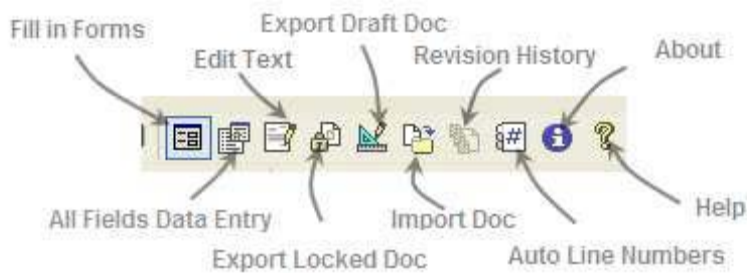 Export Draft Doc
Fill in Forms
Edit Text
Revision History
About
#
i
?
All Fields Data Entry
Import Doc
Help
Export Locked Doc
Auto Line Numbers